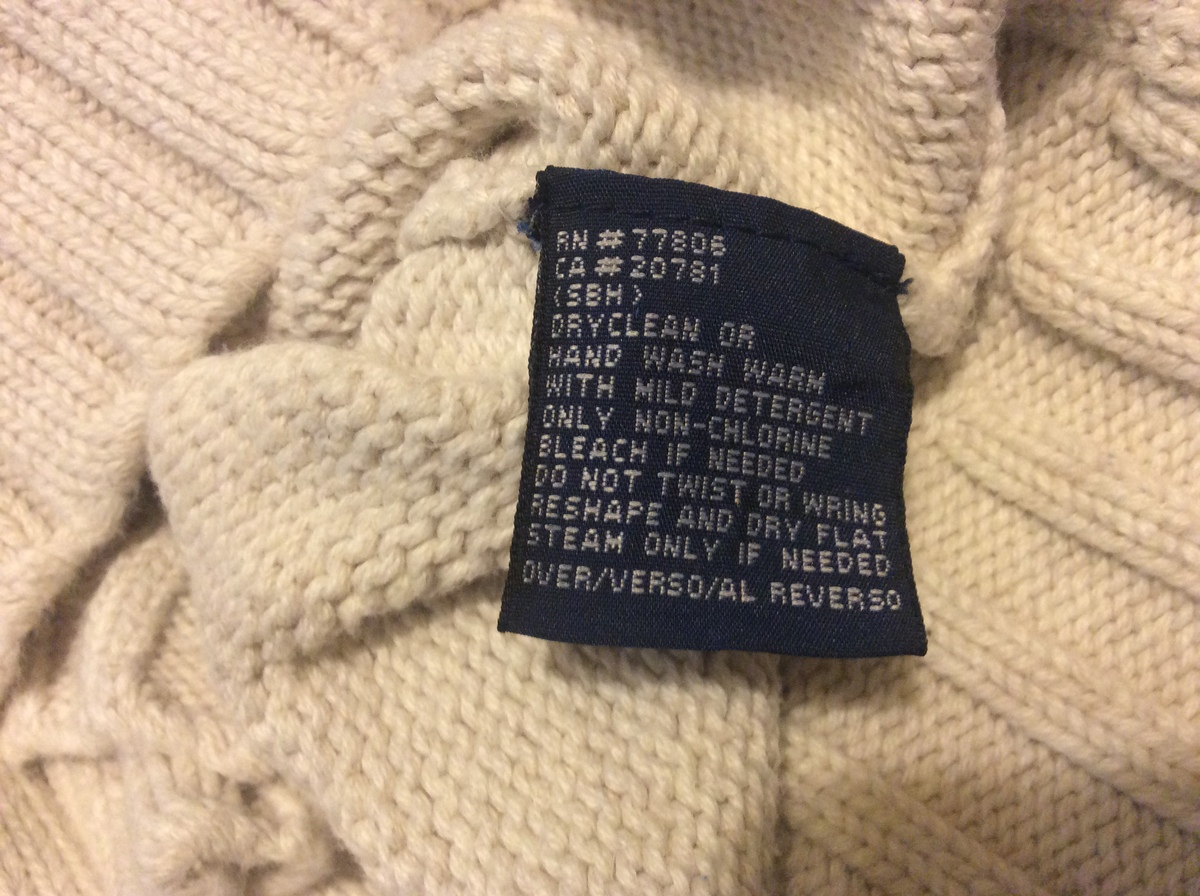 RN # 77806
CA # 20781
(SBH)
DRYCLEAN OR
HAND WASH WARM
WITH MILD DETERGENT
ONLY NON-CHLORINE
BLEACH IF NEEDED
DO NOT TWIST OR WRING
RESHAPE AND DRY FLAT
STEAM ONLY IF NEEDED
OVER/VERSO/AL REVERSO